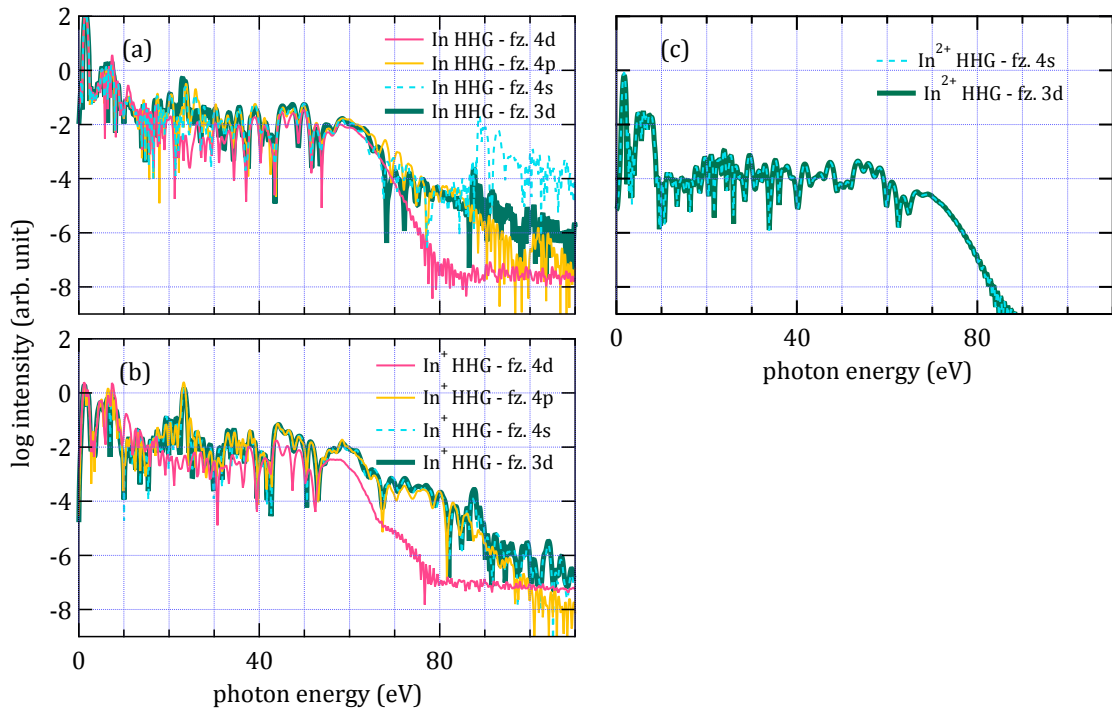 (a)
In HHG - fz. 4d
In HHG - fz. 4p
In HHG - fz. 4s
In HHG - fz. 3d
2
0
-2
-4
-6
-8
(b)
In+ HHG - fz. 4d
In+ HHG - fz. 4p
In+ HHG - fz. 4s
In+ HHG - fz. 3d
2
0
-2
-4
-6
-8
0
40
80
log intensity (arb. unit)
photon energy (eV)
(c)
In2+ HHG - fz. 4s
In2+ HHG - fz. 3d
0
40
80
photon energy (eV)